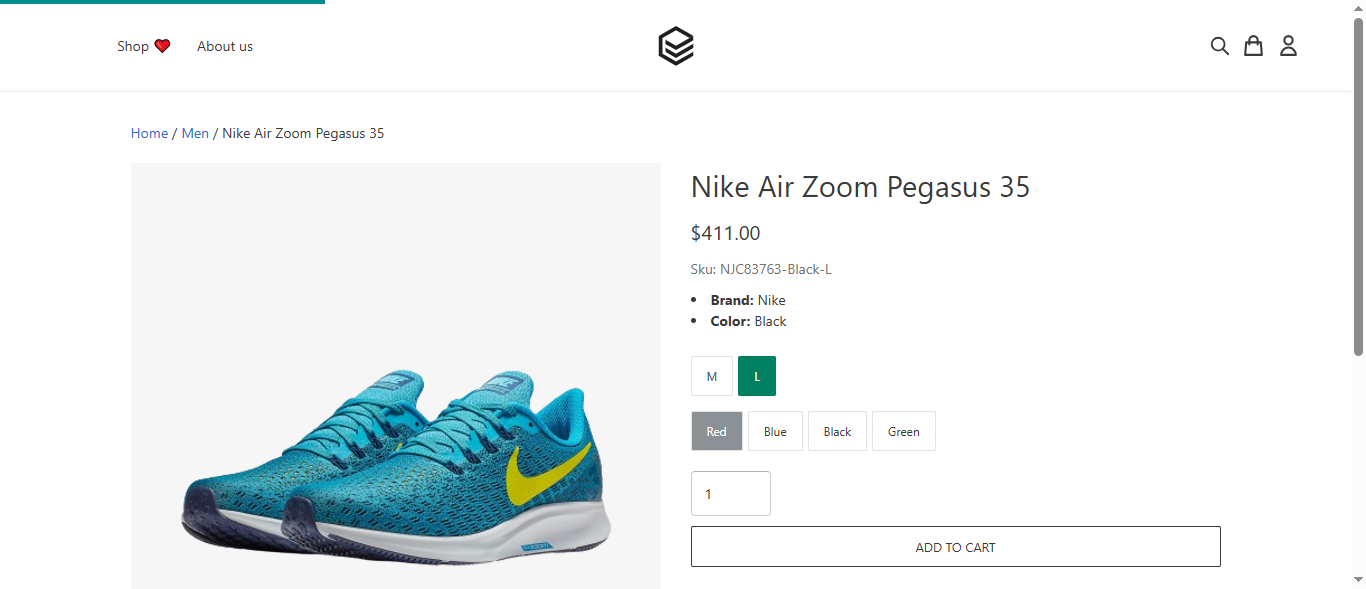 Shop ❤️ About us
Home / Men / Nike Air Zoom Pegasus 35
Nike Air Zoom Pegasus 35
$411.00
Sku: NJC83763-Black-L
• Brand: Nike
• Color: Black
M L
Red Blue Black Green
1
ADD TO CART